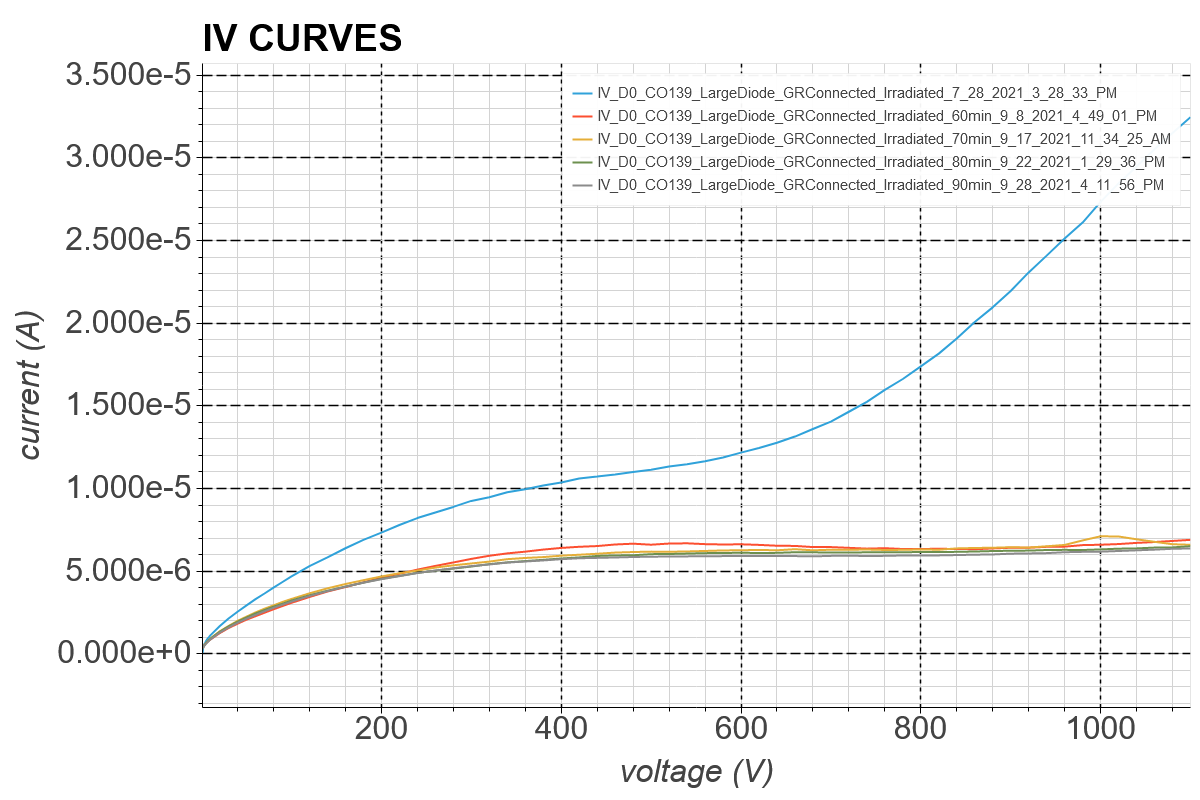 IV CURVES
3.500e-5
3.000e-5
2.500e-5
2.000e-5
1.500e-5
1.000e-5
5.000e-6
0.000e+0
current (A)
IV_D0_CO139_LargeDiode_GRConnected_Irradiated_7_28_2021_3_28_33_PM
IV_D0_CO139_LargeDiode_GRConnected_Irradiated_60min_9_8_2021_4_49_01_PM
IV_D0_CO139_LargeDiode_GRConnected_Irradiated_70min_9_17_2021_11_34_25_AM
IV_D0_CO139_LargeDiode_GRConnected_Irradiated_80min_9_22_2021_1_29_36_PM
IV_D0_CO139_LargeDiode_GRConnected_Irradiated_90min_9_28_2021_4_11_56_PM
200 400 600 800 1000
voltage (V)